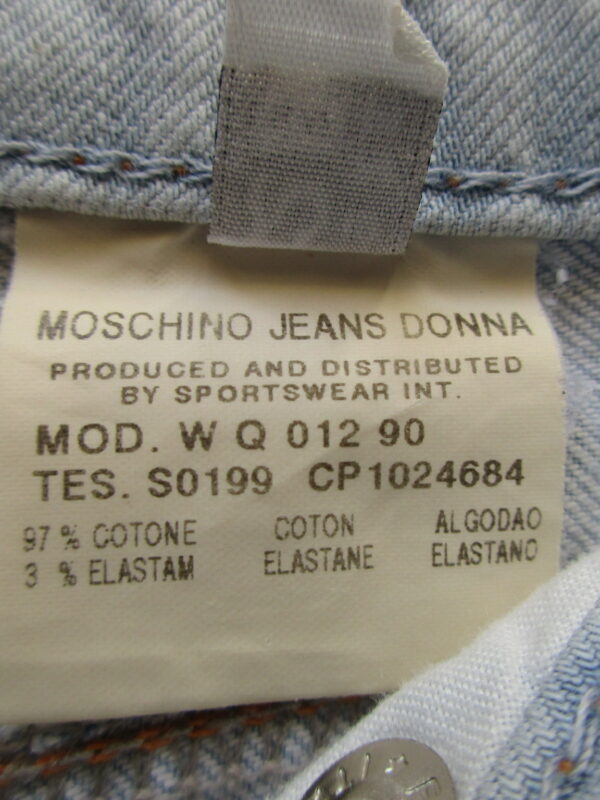 MOSCHINO JEANS DONNA
PRODUCED AND DISTRIBUTED
BY SPORTSWEAR INT.
MOD. W Q 012 90
TES. S0199 CP1024684
97 % COTONE COTON ALGODAO
3 % ELASTAM ELASTANE ELASTANO